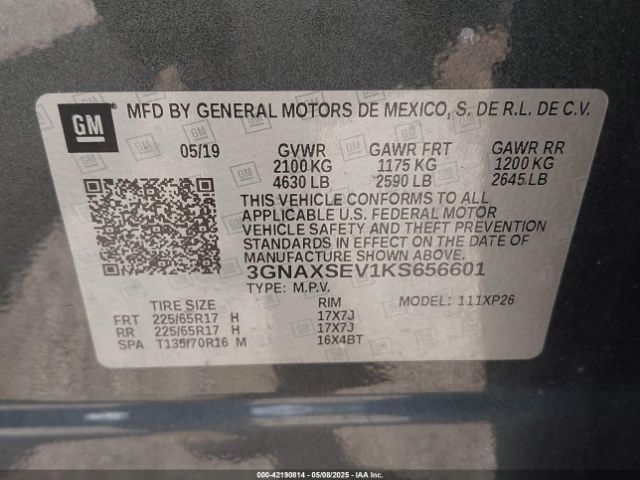 GM MFD BY GENERAL MOTORS DE MEXICO, S. DE R.L. DE C.V.
05/19 GVWR GAWR FRT GAWR RR
2100 KG 1175 KG 1200 KG
4630 LB 2590 LB 2645 LB
THIS VEHICLE CONFORMS TO ALL
APPLICABLE U.S. FEDERAL MOTOR
VEHICLE SAFETY AND THEFT PREVENTION
STANDARDS IN EFFECT ON THE DATE OF
MANUFACTURE SHOWN ABOVE.
3GNAXSEV1KS656601
TYPE: M.P.V. MODEL: 111XP26
TIRE SIZE RIM
FRT 225/65R17 H 17X7J
RR 225/65R17 H 17X7J
SPA T135/70R16 M 16X4BT
000-42190814 - 05/08/2025 - IAAI.COM